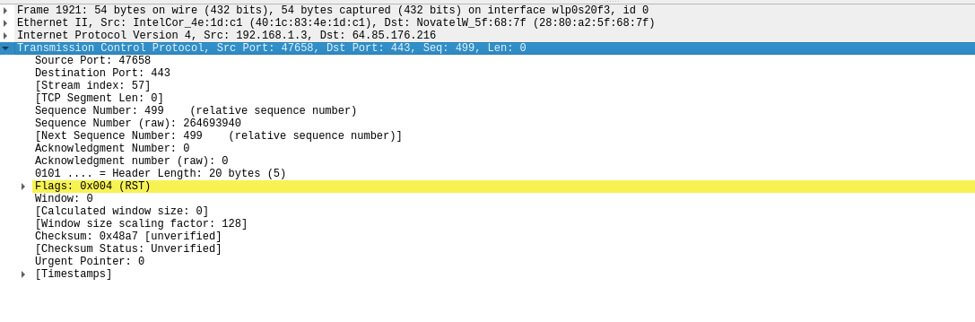 Frame 1921: 54 bytes on wire (432 bits), 54 bytes captured (432 bits) on interface wlp0s20f3, id 0
Ethernet II, Src: IntelCor_4e:1d:c1 (40:1c:83:4e:1d:c1), Dst: NovatelW_5f:68:7f (28:80:a2:5f:68:7f)
Internet Protocol Version 4, Src: 192.168.1.3, Dst: 64.85.176.216
Transmission Control Protocol, Src Port: 47658, Dst Port: 443, Seq: 499, Len: 0
Source Port: 47658
Destination Port: 443
[Stream index: 57]
[TCP Segment Len: 0]
Sequence Number: 499    (relative sequence number)
Sequence Number (raw): 264693940
[Next Sequence Number: 499    (relative sequence number)]
Acknowledgment Number: 0
Acknowledgment number (raw): 0
0101 .... = Header Length: 20 bytes (5)
Flags: 0x004 (RST)
Window: 0
[Calculated window size: 0]
[Window size scaling factor: 128]
Checksum: 0x48a7 [unverified]
[Checksum Status: Unverified]
Urgent Pointer: 0
[Timestamps]